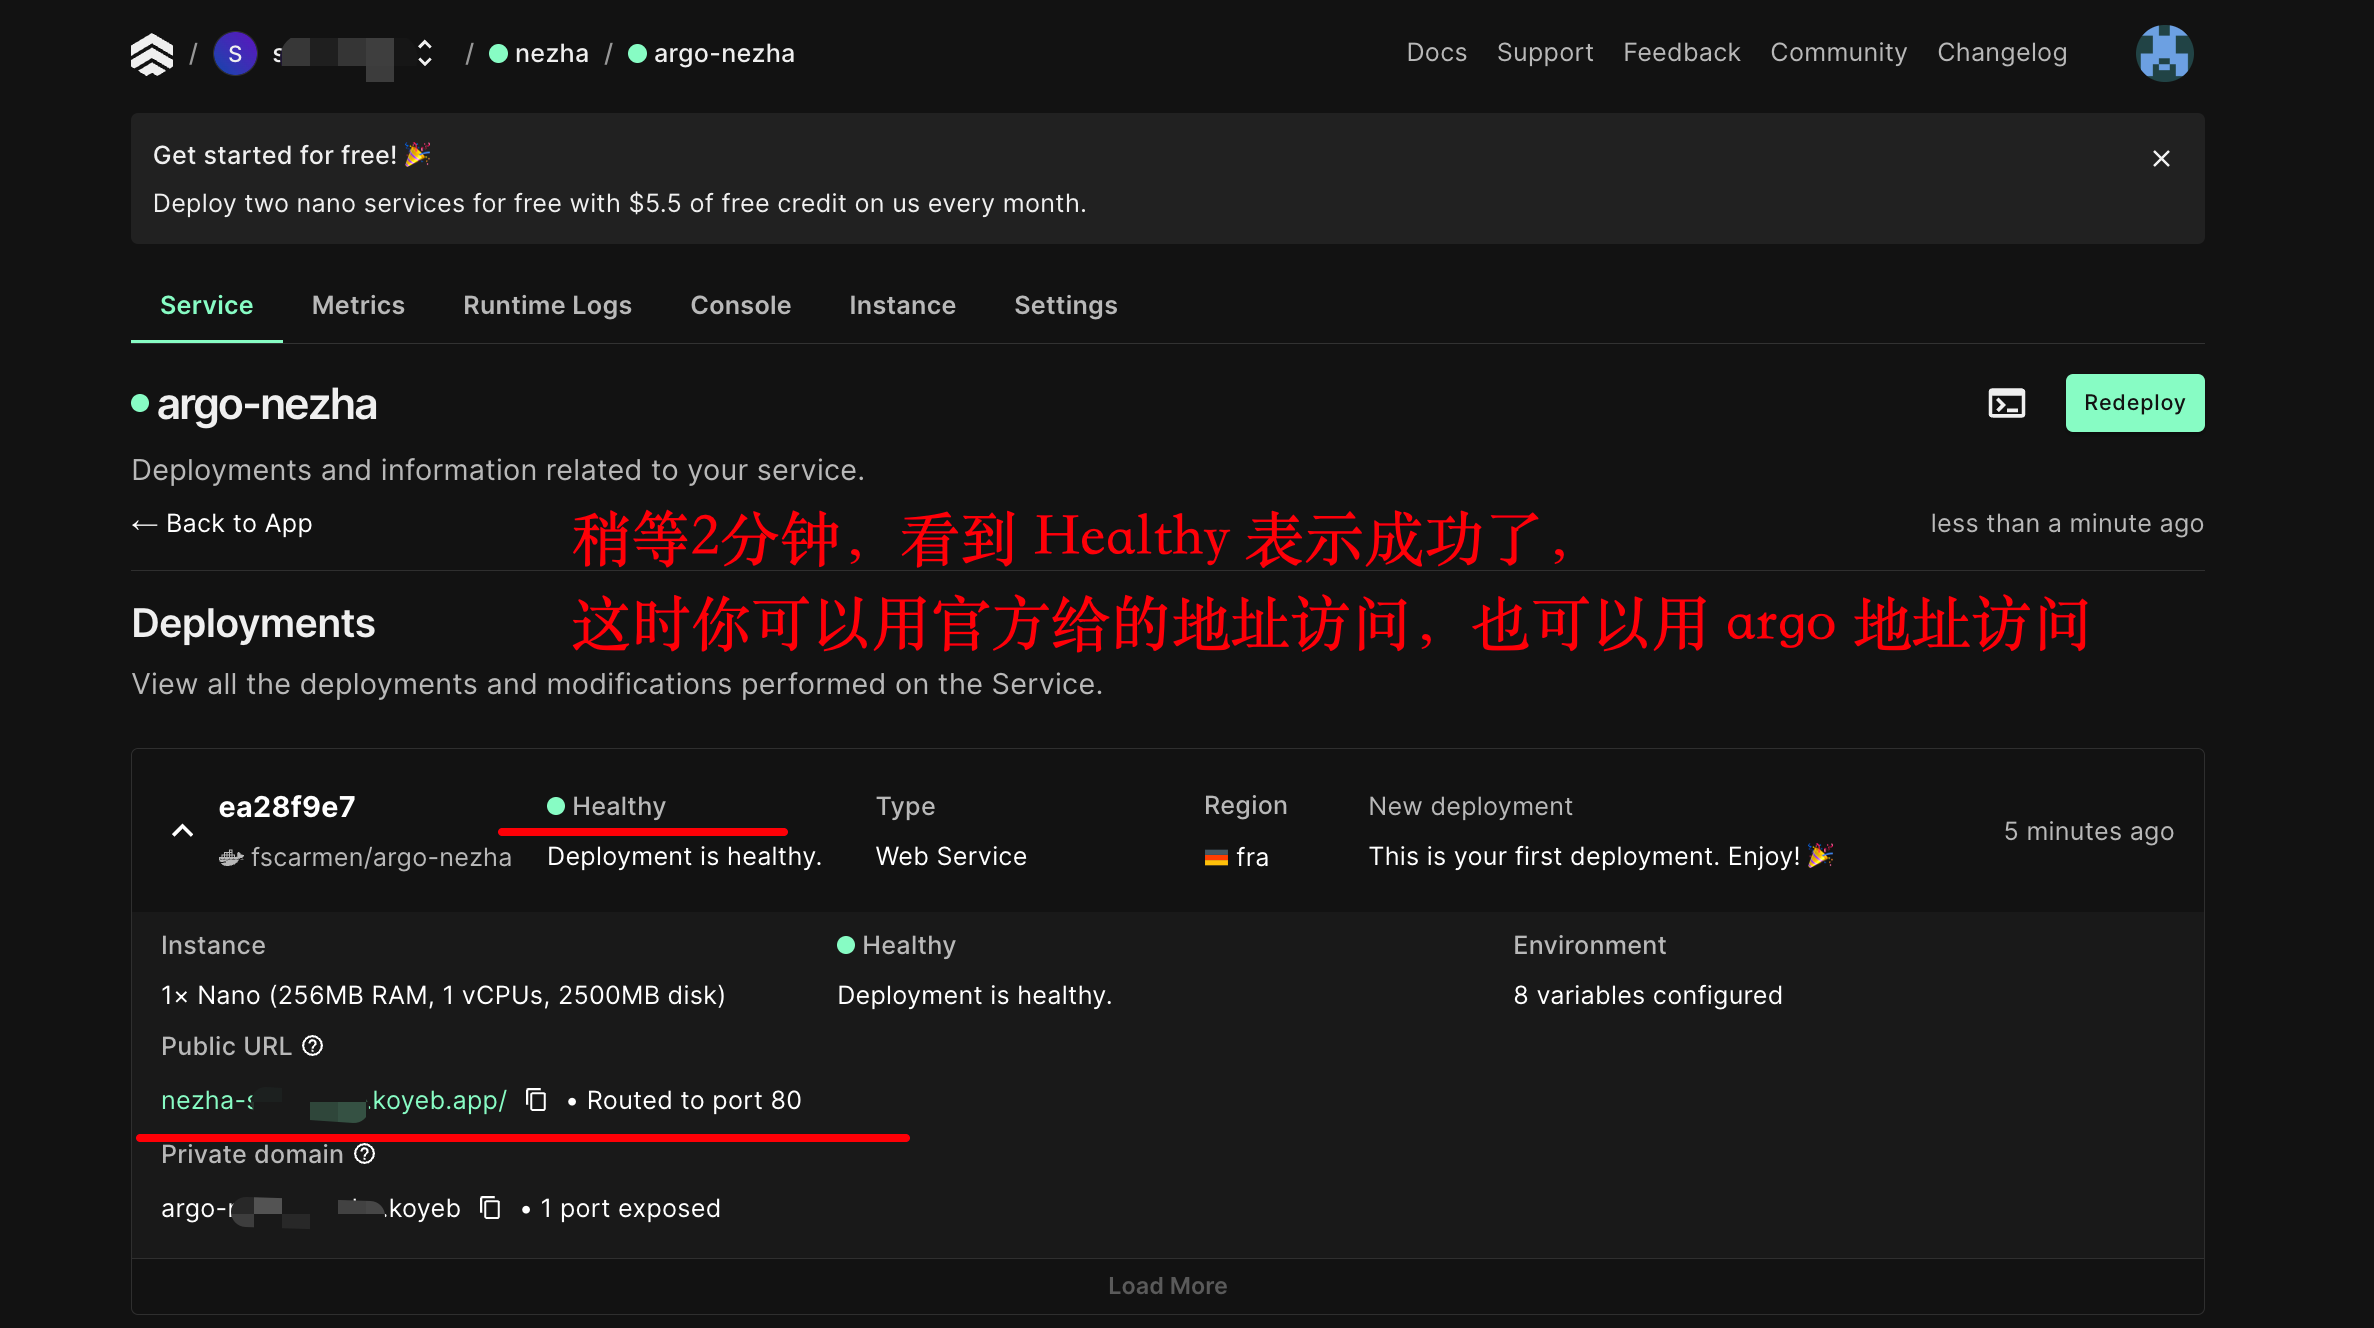 / S / nezha / argo-nezha Docs Support Feedback Community Changelog
Get started for free! 🎉
Deploy two nano services for free with $5.5 of free credit on us every month.
Service Metrics Runtime Logs Console Instance Settings
argo-nezha Redeploy
Deployments and information related to your service.
← Back to App less than a minute ago
稍等2分钟，看到 Healthy 表示成功了，
这时你可以用官方给的地址访问，也可以用 argo 地址访问
Deployments
View all the deployments and modifications performed on the Service.
ea28f9e7 Healthy Type Region New deployment
fscarmen/argo-nezha Deployment is healthy. Web Service fra This is your first deployment. Enjoy! 🎉 5 minutes ago
Instance Healthy Environment
1× Nano (256MB RAM, 1 vCPUs, 2500MB disk) Deployment is healthy. 8 variables configured
Public URL
nezha-s .koyeb.app/ • Routed to port 80
Private domain
argo- .koyeb • 1 port exposed
Load More